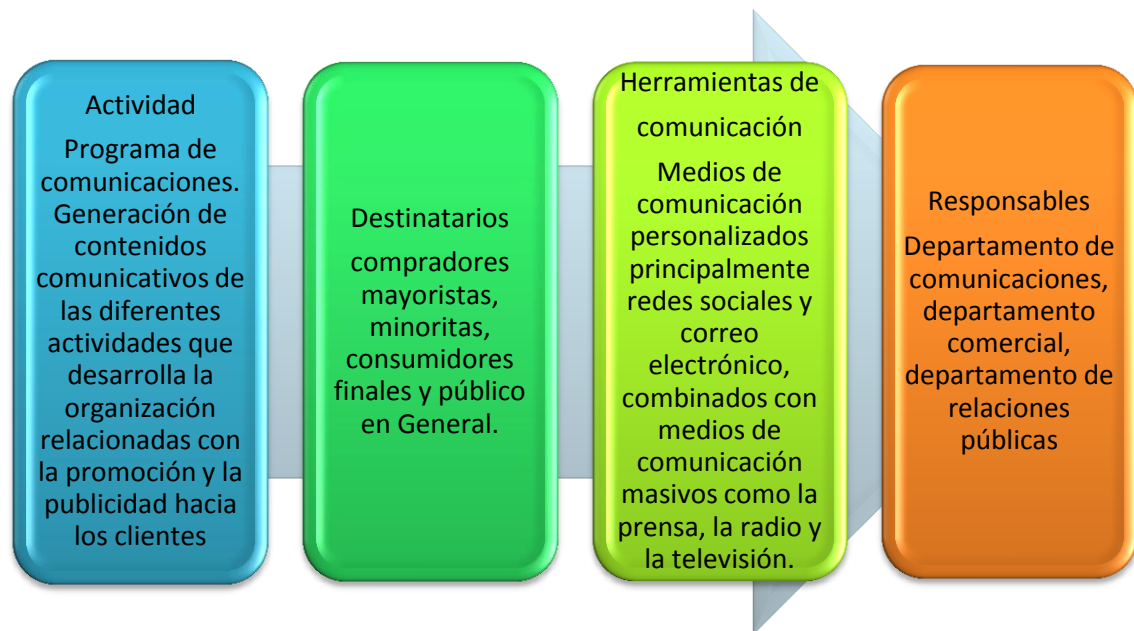 Actividad
Programa de
comunicaciones.
Generación de
contenidos
comunicativos de
las diferentes
actividades que
desarrolla la
organización
relacionadas con
la promoción y la
publicidad hacia
los clientes
Destinatarios
compradores
mayoristas,
minoritas,
consumidores
finales y público
en General.
Herramientas de
comunicación
Medios de
comunicación
personalizados
principalmente
redes sociales y
correo
electrónico,
combinados con
medios de
comunicación
masivos como la
prensa, la radio y
la televisión.
Responsables
Departamento de
comunicaciones,
departamento
comercial,
departamento de
relaciones
públicas